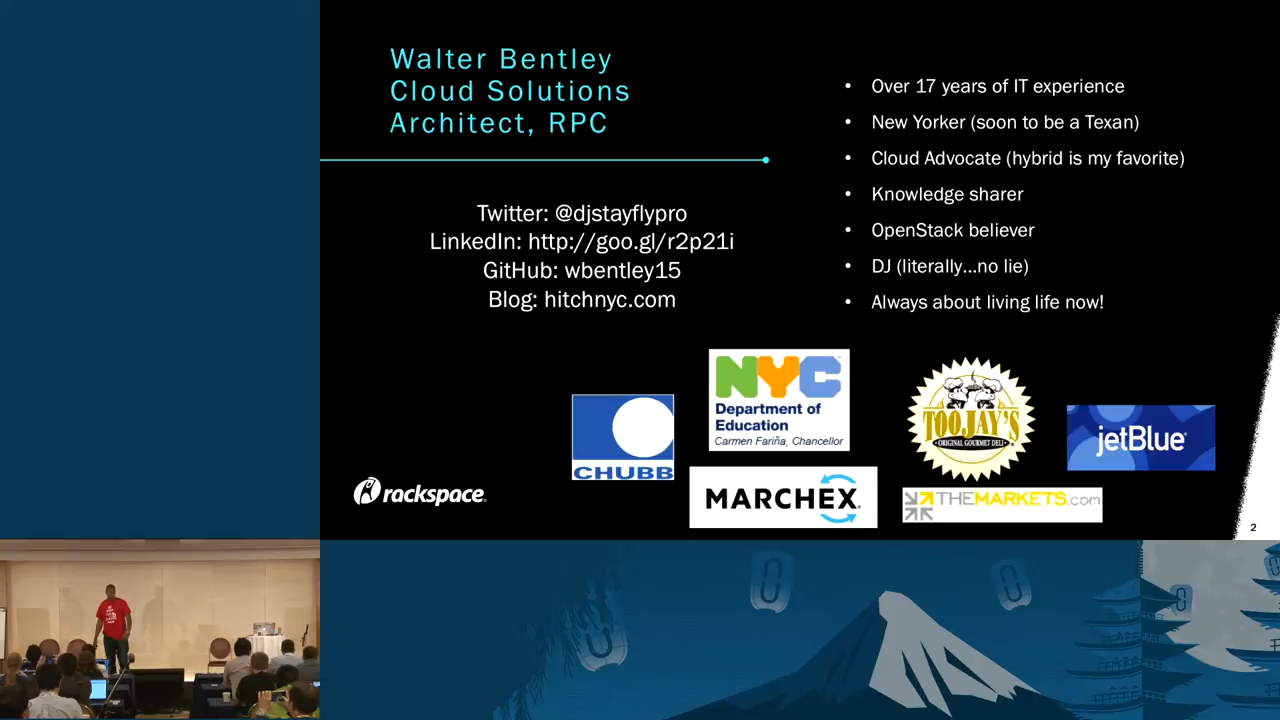 Walter Bentley
Cloud Solutions
Architect, RPC
Twitter: @djstayflypro
LinkedIn: http://goo.gl/r2p21i
GitHub: wbentley15
Blog: hitchnyc.com
• Over 17 years of IT experience
• New Yorker (soon to be a Texan)
• Cloud Advocate (hybrid is my favorite)
• Knowledge sharer
• OpenStack believer
• DJ (literally...no lie)
• Always about living life now!
CHUBB
NYC
Department of
Education
Carmen Fariña, Chancellor
TOOJAY'S
ORIGINAL GOURMET DELI
jetBlue
rackspace
MARCHEX
THEMARKETS.com
2